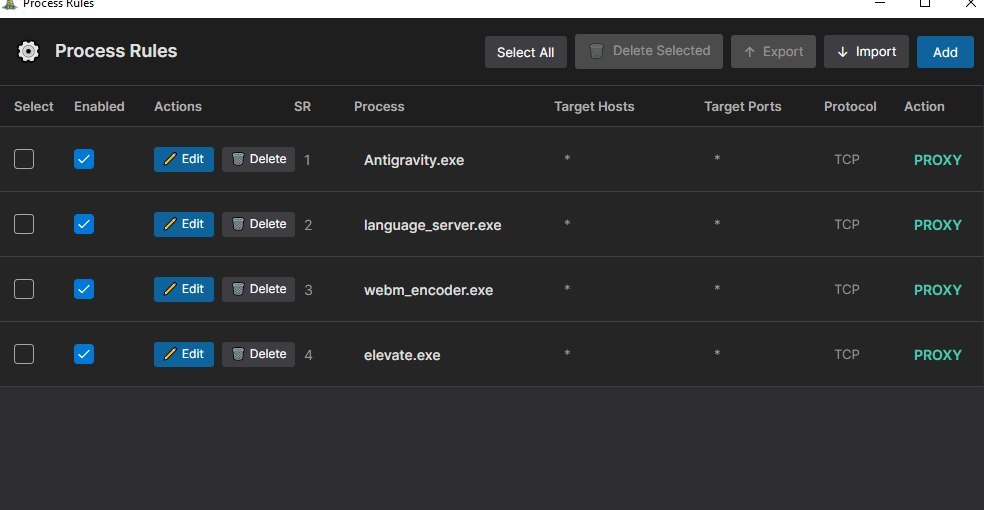 Process Rules
Process Rules Select All Delete Selected ↑ Export ↓ Import Add
Select Enabled Actions SR Process Target Hosts Target Ports Protocol Action
Edit Delete 1 Antigravity.exe * * TCP PROXY
Edit Delete 2 language_server.exe * * TCP PROXY
Edit Delete 3 webm_encoder.exe * * TCP PROXY
Edit Delete 4 elevate.exe * * TCP PROXY